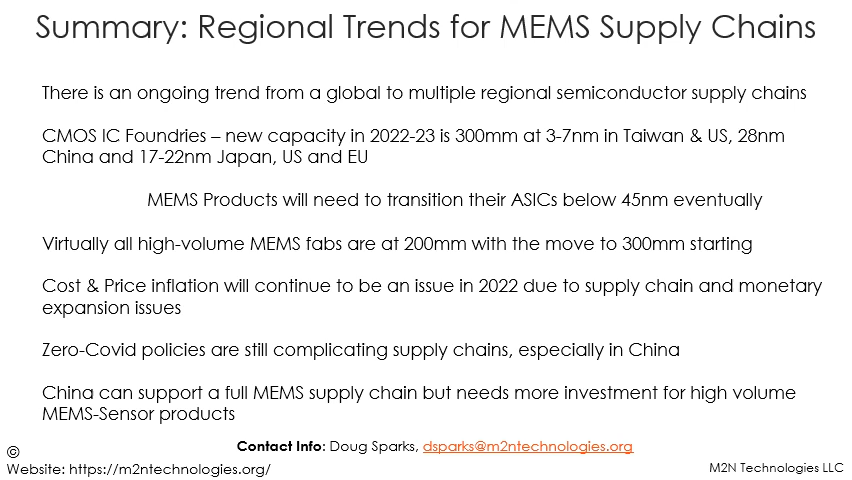 Summary: Regional Trends for MEMS Supply Chains
There is an ongoing trend from a global to multiple regional semiconductor supply chains
CMOS IC Foundries – new capacity in 2022-23 is 300mm at 3-7nm in Taiwan & US, 28nm
China and 17-22nm Japan, US and EU
MEMS Products will need to transition their ASICs below 45nm eventually
Virtually all high-volume MEMS fabs are at 200mm with the move to 300mm starting
Cost & Price inflation will continue to be an issue in 2022 due to supply chain and monetary
expansion issues
Zero-Covid policies are still complicating supply chains, especially in China
China can support a full MEMS supply chain but needs more investment for high volume
MEMS-Sensor products
Contact Info: Doug Sparks, dsparks@m2ntechnologies.org
©
Website: https://m2ntechnologies.org/
M2N Technologies LLC